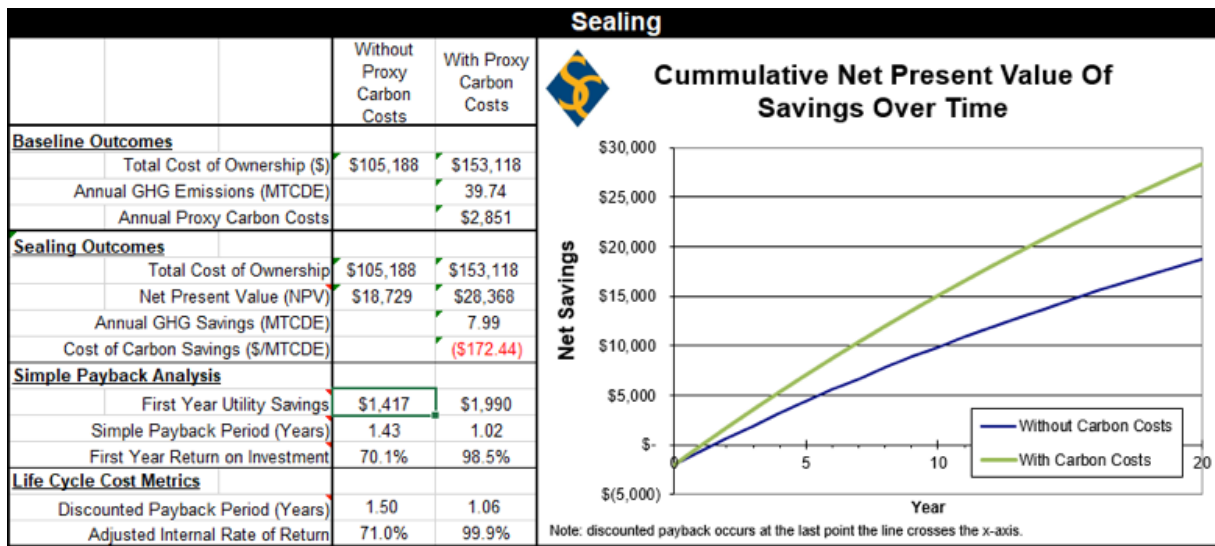 Sealing
Without Proxy Carbon Costs
With Proxy Carbon Costs
Baseline Outcomes
Total Cost of Ownership ($) $105,188 $153,118
Annual GHG Emissions (MTCDE) 39.74
Annual Proxy Carbon Costs $2,851
Sealing Outcomes
Total Cost of Ownership $105,188 $153,118
Net Present Value (NPV) $18,729 $28,368
Annual GHG Savings (MTCDE) 7.99
Cost of Carbon Savings ($/MTCDE) ($172.44)
Simple Payback Analysis
First Year Utility Savings $1,417 $1,990
Simple Payback Period (Years) 1.43 1.02
First Year Return on Investment 70.1% 98.5%
Life Cycle Cost Metrics
Discounted Payback Period (Years) 1.50 1.06
Adjusted Internal Rate of Return 71.0% 99.9%
Cummulative Net Present Value Of
Savings Over Time
Net Savings
$30,000
$25,000
$20,000
$15,000
$10,000
$5,000
$-
$(5,000)
0 5 10 20
Without Carbon Costs
With Carbon Costs
Year
Note: discounted payback occurs at the last point the line crosses the x-axis.